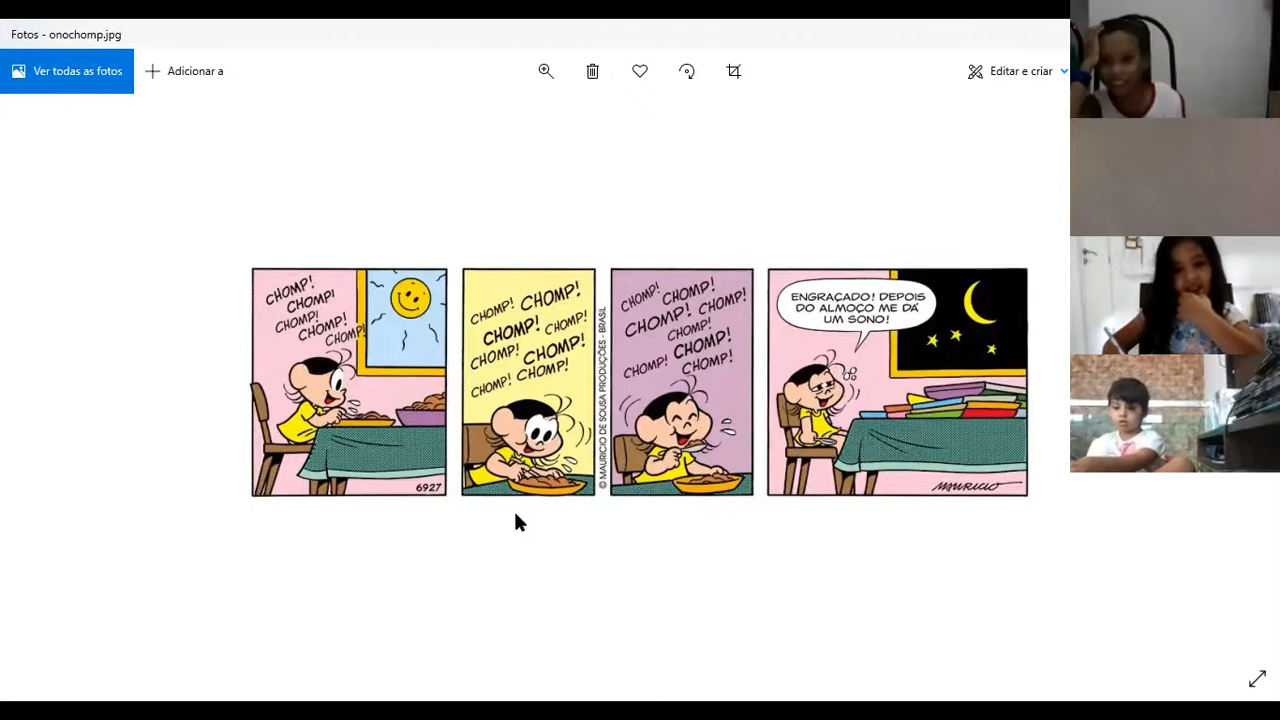 Fotos - onochomp.jpg
Ver todas as fotos
Adicionar a
Editar e criar
CHOMP!
CHOMP!
CHOMP!
CHOMP!
CHOMP!
6927
CHOMP! CHOMP!
CHOMP! CHOMP!
CHOMP! CHOMP!
CHOMP! CHOMP!
© MAURICIO DE SOUSA PRODUÇÕES - BRASIL
CHOMP! CHOMP!
CHOMP! CHOMP!
CHOMP!
CHOMP! CHOMP!
CHOMP!
ENGRAÇADO! DEPOIS
DO ALMOÇO ME DÁ
UM SONO!
MAURICIO